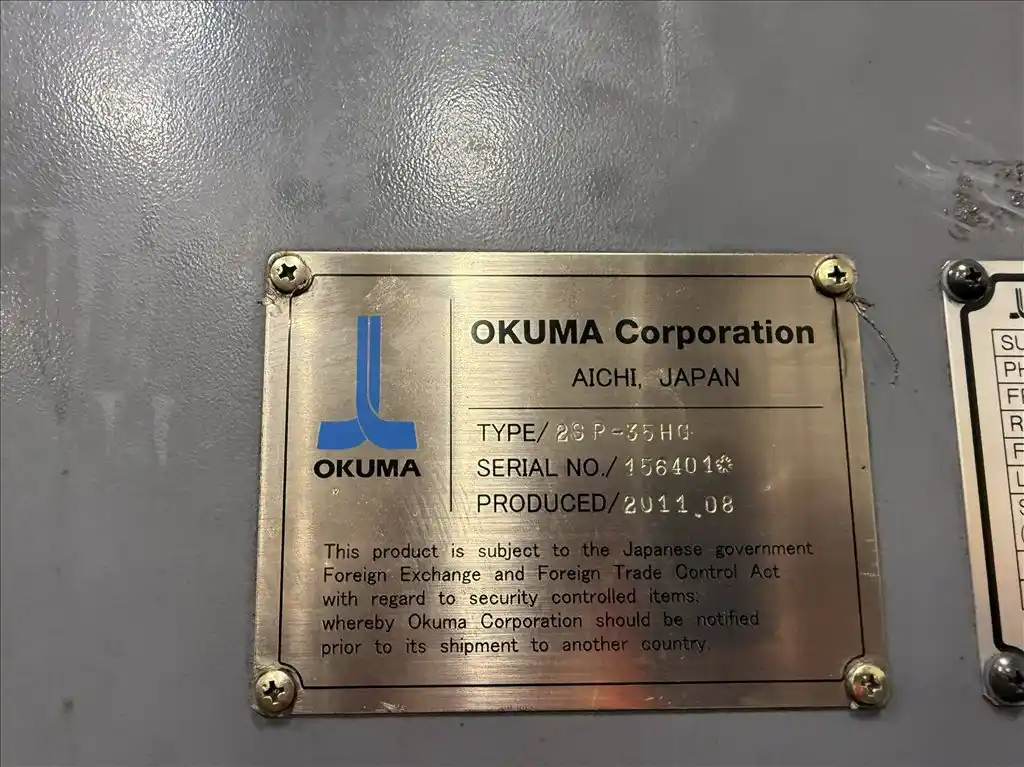 OKUMA
OKUMA Corporation
AICHI, JAPAN
TYPE/ 2SP-35HG
SERIAL NO./ 156401
PRODUCED/ 2011.08
This product is subject to the Japanese government
Foreign Exchange and Foreign Trade Control Act
with regard to security controlled items.
whereby Okuma Corporation should be notified
prior to its shipment to another country.
SU
PH